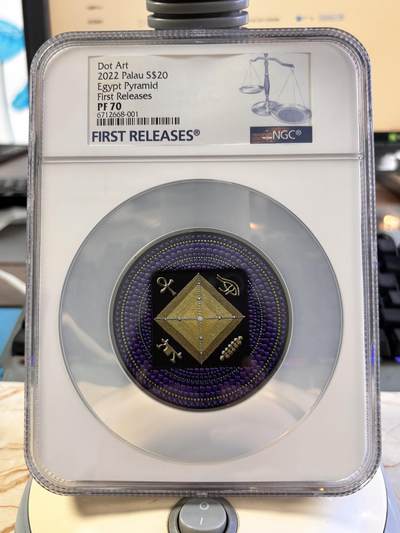 Dot Art
2022 Palau S$20
Egypt Pyramid
First Releases
PF 70
6712668-001
FIRST RELEASES®
NGC®